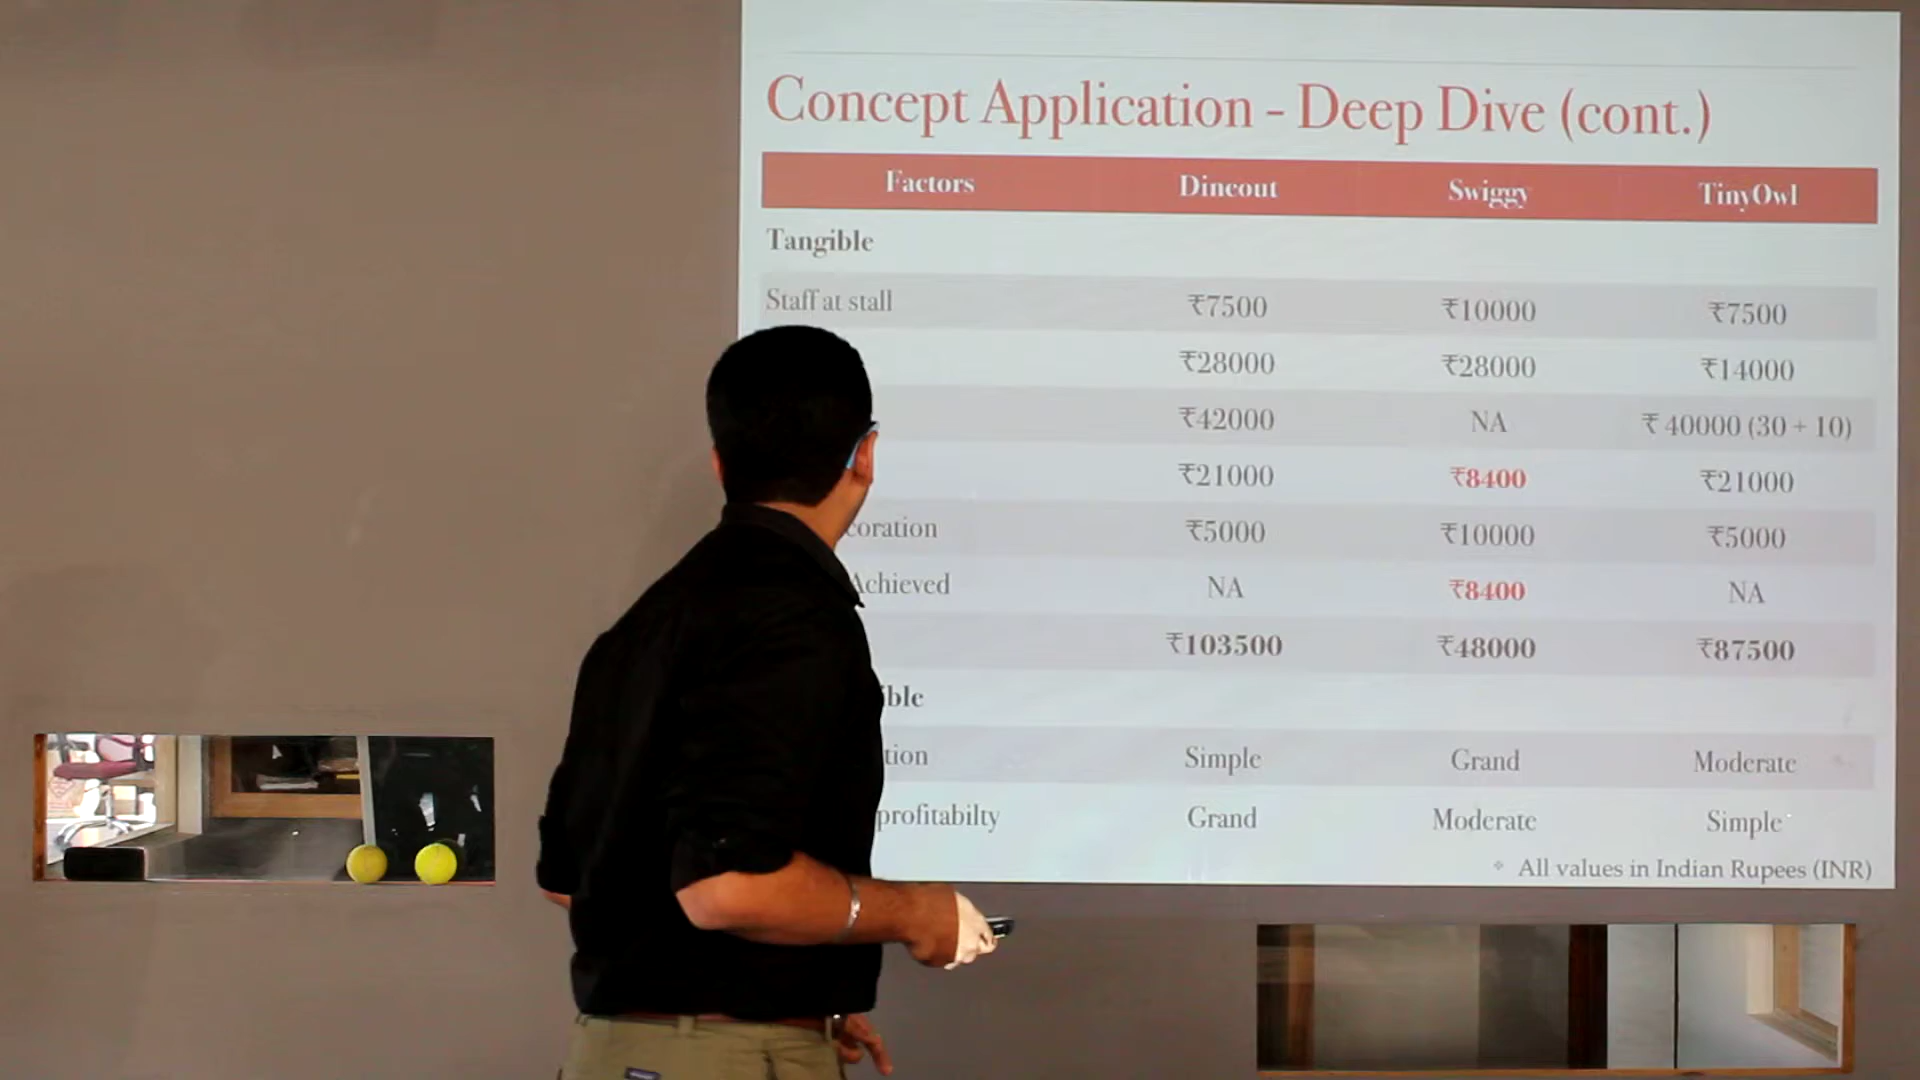 Concept Application - Deep Dive (cont.)
Factors Dineout Swiggy TinyOwl
Tangible
Staff at stall ₹7500 ₹10000 ₹7500
₹28000 ₹28000 ₹14000
₹42000 NA ₹ 40000 (30 + 10)
₹21000 ₹8400 ₹21000
coration ₹5000 ₹10000 ₹5000
Achieved NA ₹8400 NA
₹103500 ₹48000 ₹87500
ible
tion Simple Grand Moderate
profitabilty Grand Moderate Simple
All values in Indian Rupees (INR)